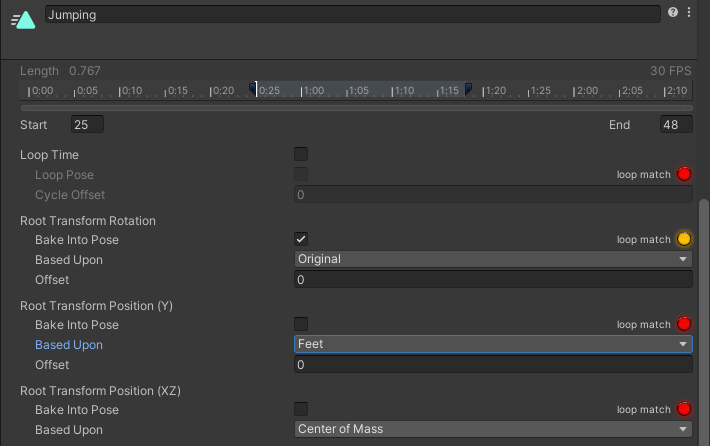 Jumping
Length 0.767 30 FPS
0:00 0:05 0:10 0:15 0:20 0:25 1:00 1:05 1:10 1:15 1:20 1:25 2:00 2:05 2:10
Start 25 End 48
Loop Time
Loop Pose loop match
Cycle Offset 0
Root Transform Rotation
Bake Into Pose loop match
Based Upon Original
Offset 0
Root Transform Position (Y)
Bake Into Pose loop match
Based Upon Feet
Offset 0
Root Transform Position (XZ)
Bake Into Pose loop match
Based Upon Center of Mass